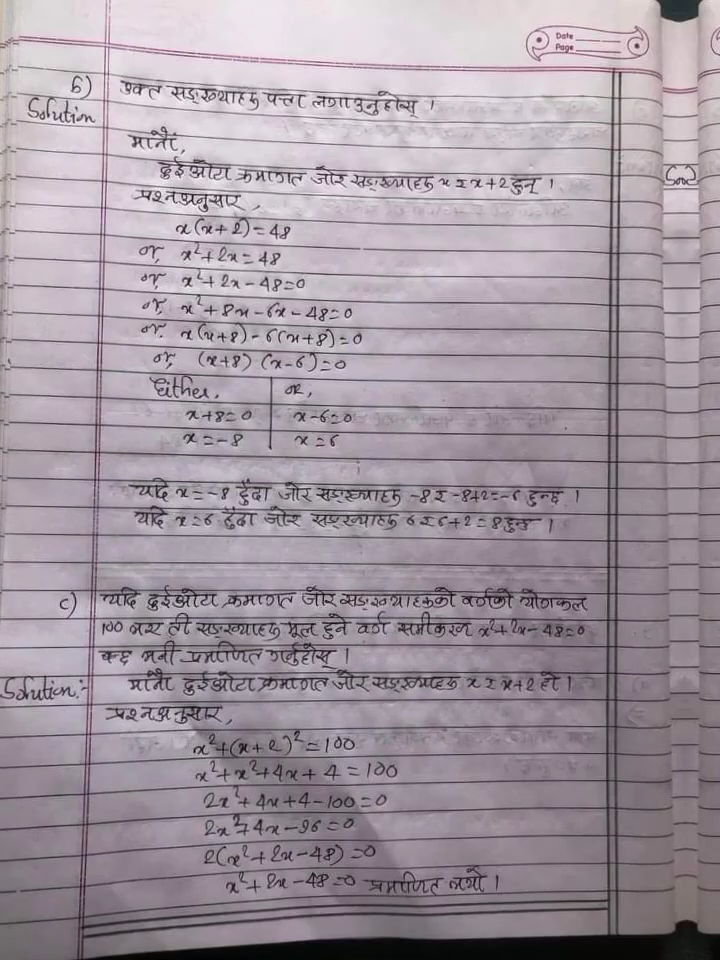 Date
Page
b) उक्त सङ्ख्याहरु पत्ता लगाउनुहोस् ।
Solution
मानौं,
दुईओटा क्रमागत जोर सङ्ख्याहरु x र x+2 हुन् ।
प्रश्नअनुसार,
x(x+2)=48
or, x²+2x=48
or, x²+2x-48=0
or, x²+8x-6x-48=0
or, x(x+8)-6(x+8)=0
or, (x+8)(x-6)=0
Either, or,
x+8=0 x-6=0
x=-8 x=6
यदि x=-8 हुँदा जोर सङ्ख्याहरु -8 र -8+2=-6 हुन्छ ।
यदि x=6 हुँदा जोर सङ्ख्याहरु 6 र 6+2=8 हुन्छ ।
c) यदि दुईओटा क्रमागत जोर सङ्ख्याहरुको वर्गको योगफल
100 भए ती सङ्ख्याहरु मूल हुने वर्ग समीकरण x²+2x-48=0
बन्छ भनी प्रमाणित गर्नुहोस् ।
Solution:- मानौं दुईओटा क्रमागत जोर सङ्ख्याहरु x र x+2 हो ।
प्रश्नअनुसार,
x²+(x+2)²=100
x²+x²+4x+4=100
2x²+4x+4-100=0
2x²+4x-96=0
2(x²+2x-48)=0
x²+2x-48=0 प्रमाणित भयो ।